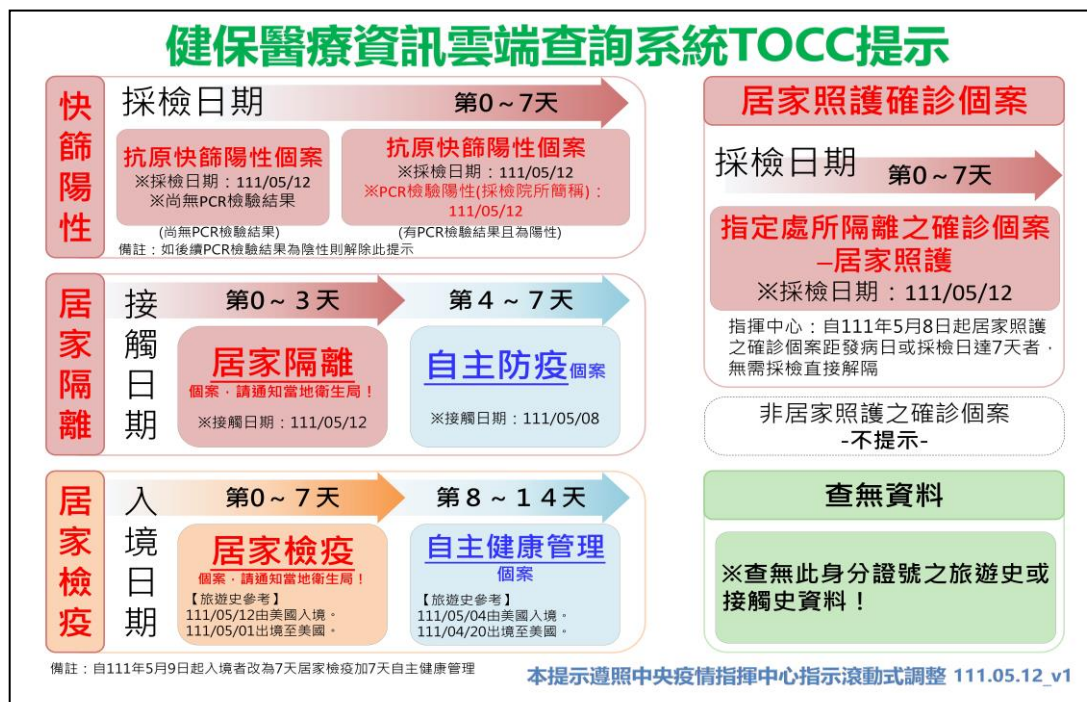 健保醫療資訊雲端查詢系統TOCC提示
快篩陽性
採檢日期
第0～7天
抗原快篩陽性個案
※採檢日期：111/05/12
※尚無PCR檢驗結果
(尚無PCR檢驗結果)
抗原快篩陽性個案
※採檢日期：111/05/12
※PCR檢驗陽性(採檢院所簡稱)：
111/05/12
(有PCR檢驗結果且為陽性)
備註：如後續PCR檢驗結果為陰性則解除此提示
居家隔離
接觸日期
第0～3天
居家隔離
個案，請通知當地衛生局！
※接觸日期：111/05/12
第4～7天
自主防疫個案
※接觸日期：111/05/08
居家檢疫
入境日期
第0～7天
居家檢疫
個案，請通知當地衛生局！
【旅遊史參考】
111/05/12由美國入境。
111/05/01出境至美國。
第8～14天
自主健康管理
個案
【旅遊史參考】
111/05/04由美國入境。
111/04/20出境至美國。
備註：自111年5月9日起入境者改為7天居家檢疫加7天自主健康管理
居家照護確診個案
採檢日期
第0～7天
指定處所隔離之確診個案
–居家照護
※採檢日期：111/05/12
指揮中心：自111年5月8日起居家照護
之確診個案距發病日或採檢日達7天者，
無需採檢直接解隔
非居家照護之確診個案
-不提示-
查無資料
※查無此身分證號之旅遊史或
接觸史資料！
本提示遵照中央疫情指揮中心指示滾動式調整 111.05.12_v1